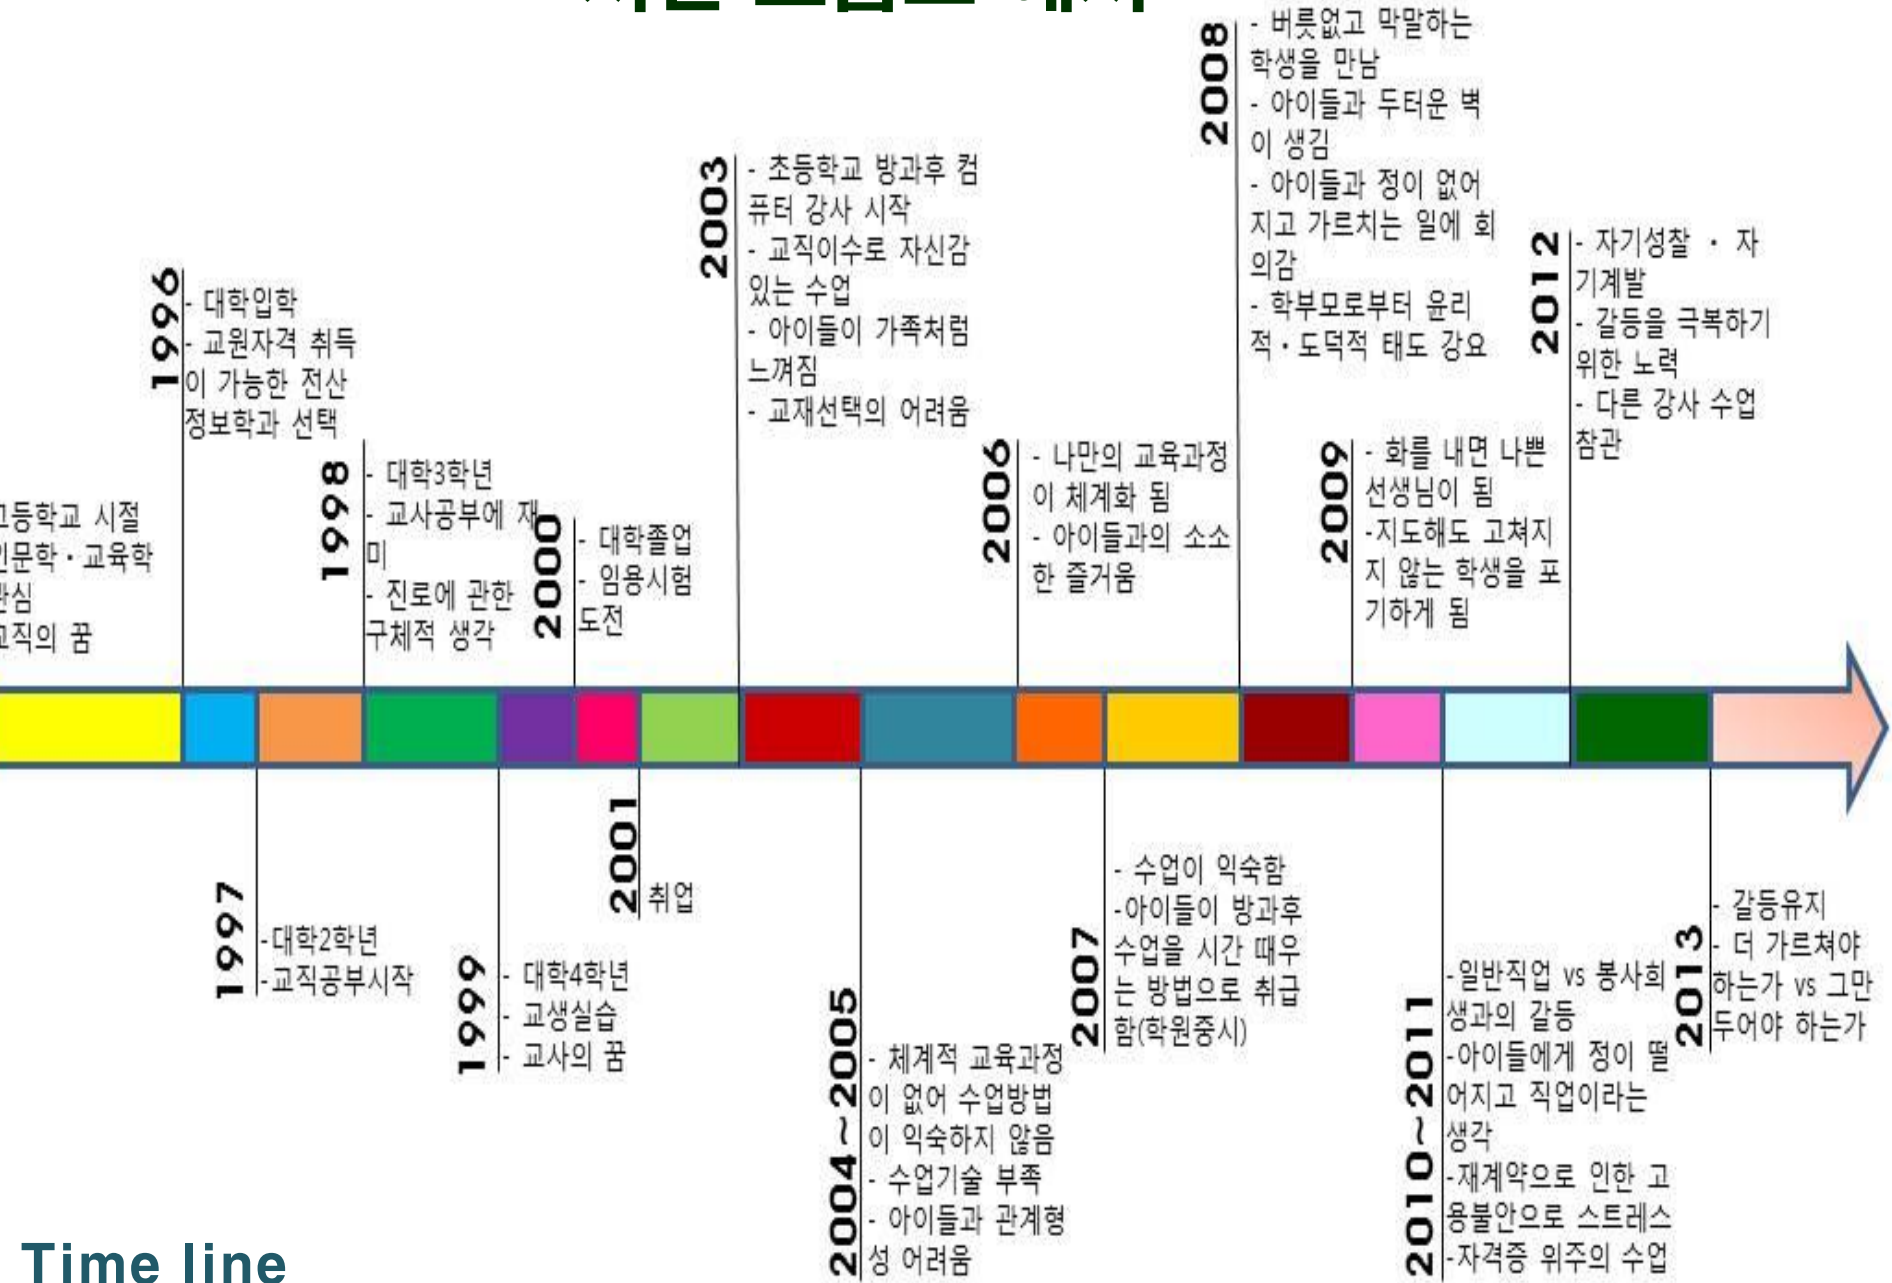 고등학교 시절
인문학·교육학
관심
교직의 꿈
1996
- 대학입학
- 교원자격 취득
이 가능한 전산
정보학과 선택
1997
-대학2학년
-교직공부시작
1998
- 대학3학년
- 교사공부에 재
미
- 진로에 관한
구체적 생각
1999
- 대학4학년
- 교생실습
- 교사의 꿈
2000
- 대학졸업
- 임용시험
도전
2001
취업
2003
- 초등학교 방과후 컴
퓨터 강사 시작
- 교직이수로 자신감
있는 수업
- 아이들이 가족처럼
느껴짐
- 교재선택의 어려움
2004~2005
- 체계적 교육과정
이 없어 수업방법
이 익숙하지 않음
- 수업기술 부족
- 아이들과 관계형
성 어려움
2006
- 나만의 교육과정
이 체계화 됨
- 아이들과의 소소
한 즐거움
2007
- 수업이 익숙함
-아이들이 방과후
수업을 시간 때우
는 방법으로 취급
함(학원중시)
2008
- 버릇없고 막말하는
학생을 만남
- 아이들과 두터운 벽
이 생김
- 아이들과 정이 없어
지고 가르치는 일에 회
의감
- 학부모로부터 윤리
적·도덕적 태도 강요
2009
- 화를 내면 나쁜
선생님이 됨
-지도해도 고쳐지
지 않는 학생을 포
기하게 됨
2010~2011
-일반직업 vs 봉사희
생과의 갈등
-아이들에게 정이 떨
어지고 직업이라는
생각
-재계약으로 인한 고
용불안으로 스트레스
-자격증 위주의 수업
2012
- 자기성찰 · 자
기계발
- 갈등을 극복하기
위한 노력
- 다른 강사 수업
참관
2013
- 갈등유지
- 더 가르쳐야
하는가 vs 그만
두어야 하는가
Time line